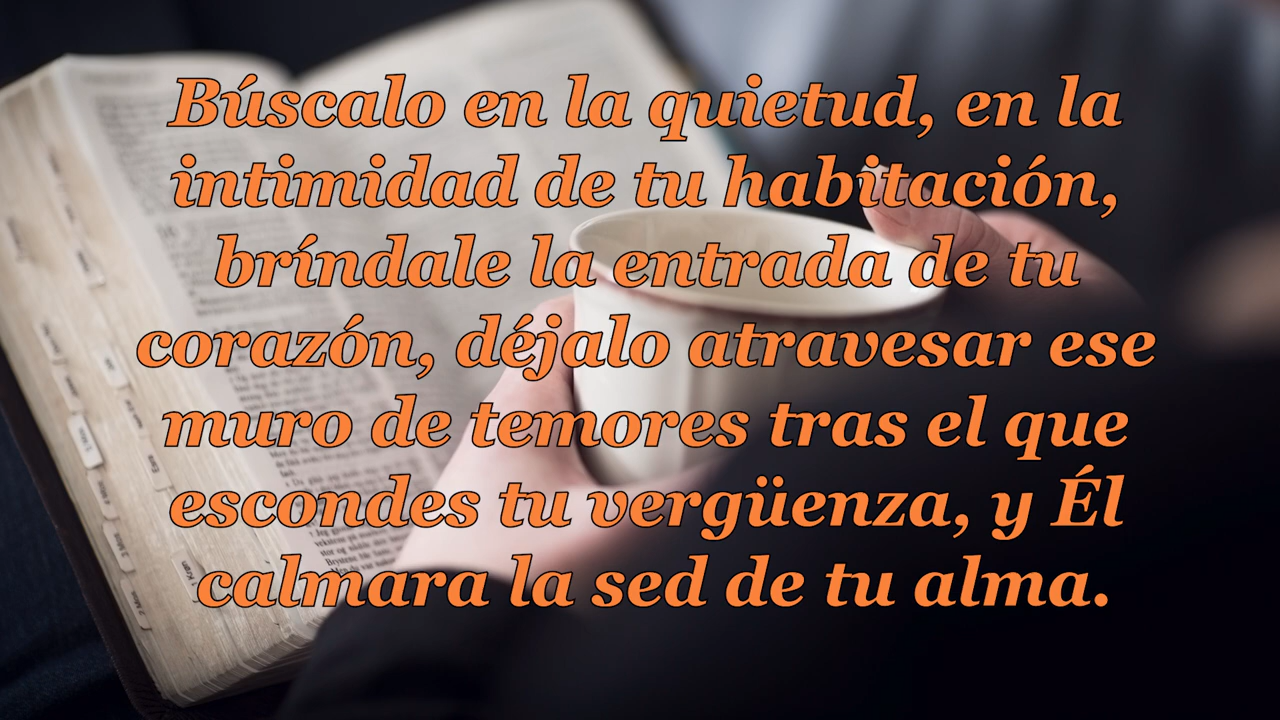 Búscalo en la quietud, en la
intimidad de tu habitación,
bríndale la entrada de tu
corazón, déjalo atravesar ese
muro de temores tras el que
escondes tu vergüenza, y Él
calmara la sed de tu alma.